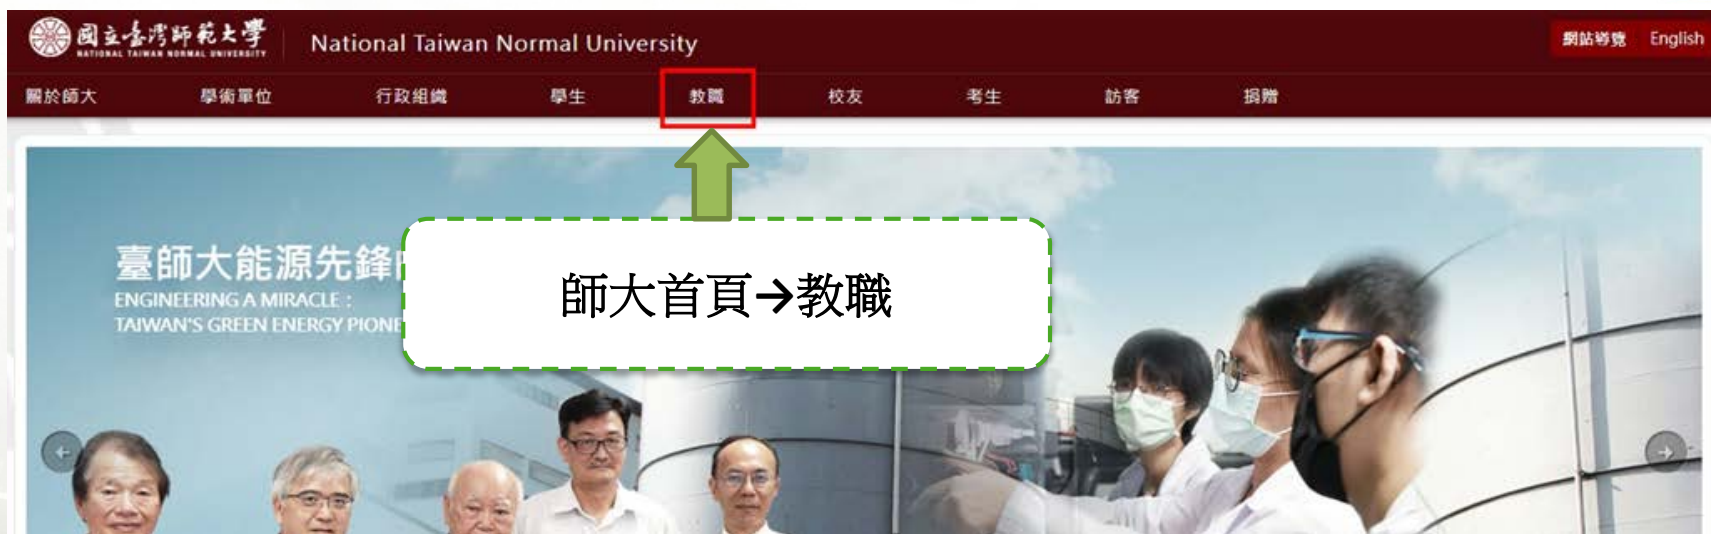 國立臺灣師範大學
NATIONAL TAIWAN NORMAL UNIVERSITY
National Taiwan Normal University
網站導覽 English
關於師大 學術單位 行政組織 學生 教職 校友 考生 訪客 捐贈
臺師大能源先鋒
ENGINEERING A MIRACLE :
TAIWAN'S GREEN ENERGY
師大首頁→教職